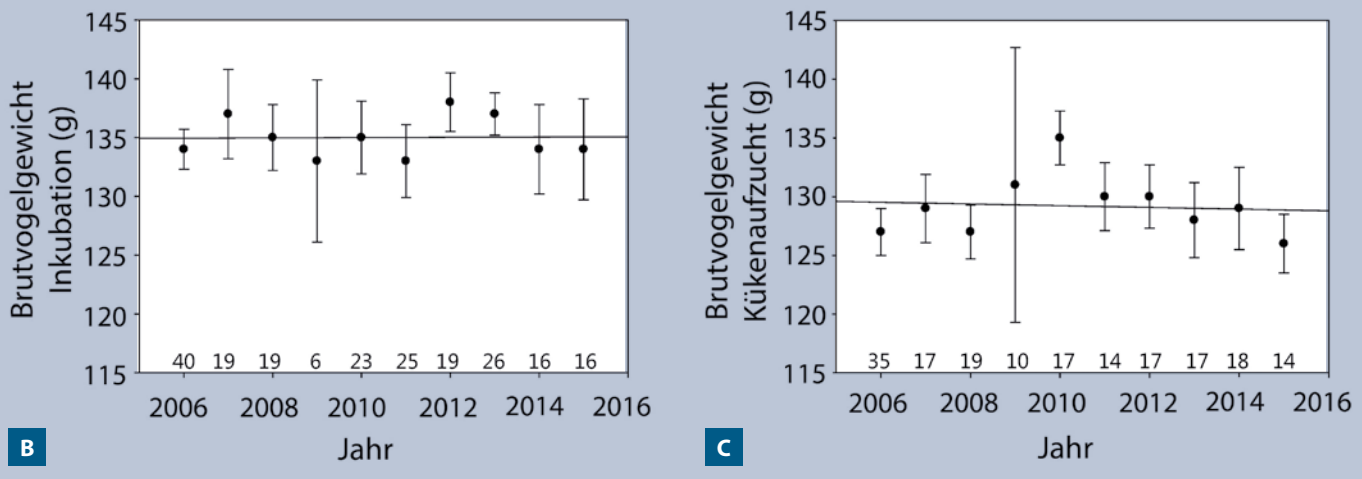 Brutvogelgewicht
Inkubation (g)
145
140
135
130
125
120
115
40 19 19 6 23 25 19 26 16 16
2006 2008 2010 2012 2014 2016
Jahr
B
Brutvogelgewicht
Kükenaufzucht (g)
145
140
135
130
125
120
115
35 17 19 10 17 14 17 17 18 14
2006 2008 2010 2012 2014 2016
Jahr
C